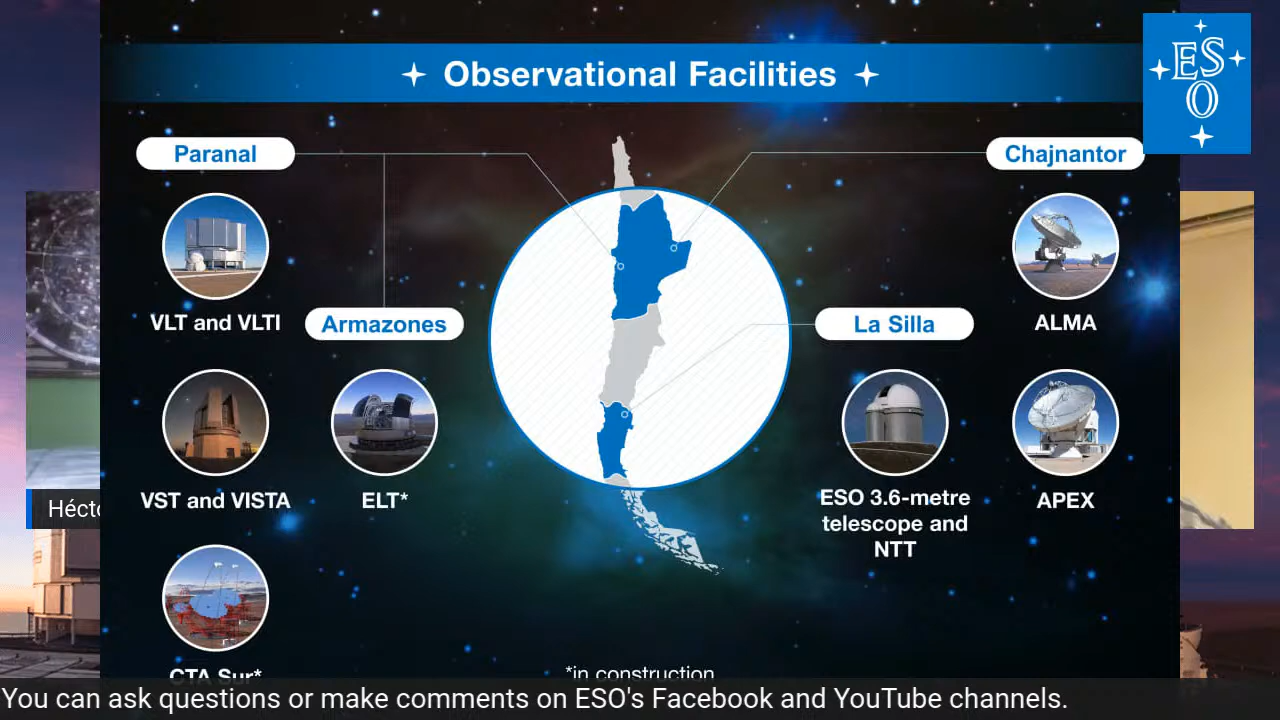 Observational Facilities
ESO
Paranal
Chajnantor
VLT and VLTI
Armazones
La Silla
ALMA
VST and VISTA
ELT*
ESO 3.6-metre
telescope and
NTT
APEX
CTA Sur*
*in construction
You can ask questions or make comments on ESO's Facebook and YouTube channels.